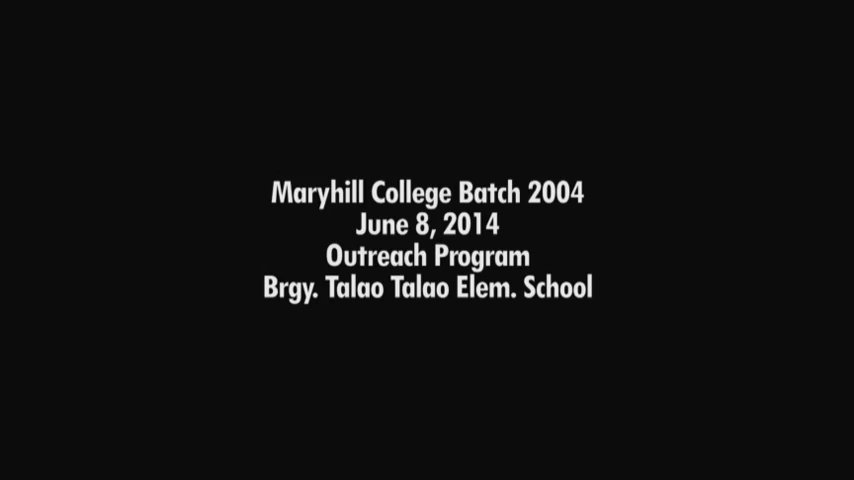 Maryhill College Batch 2004
June 8, 2014
Outreach Program
Brgy. Talao Talao Elem. School